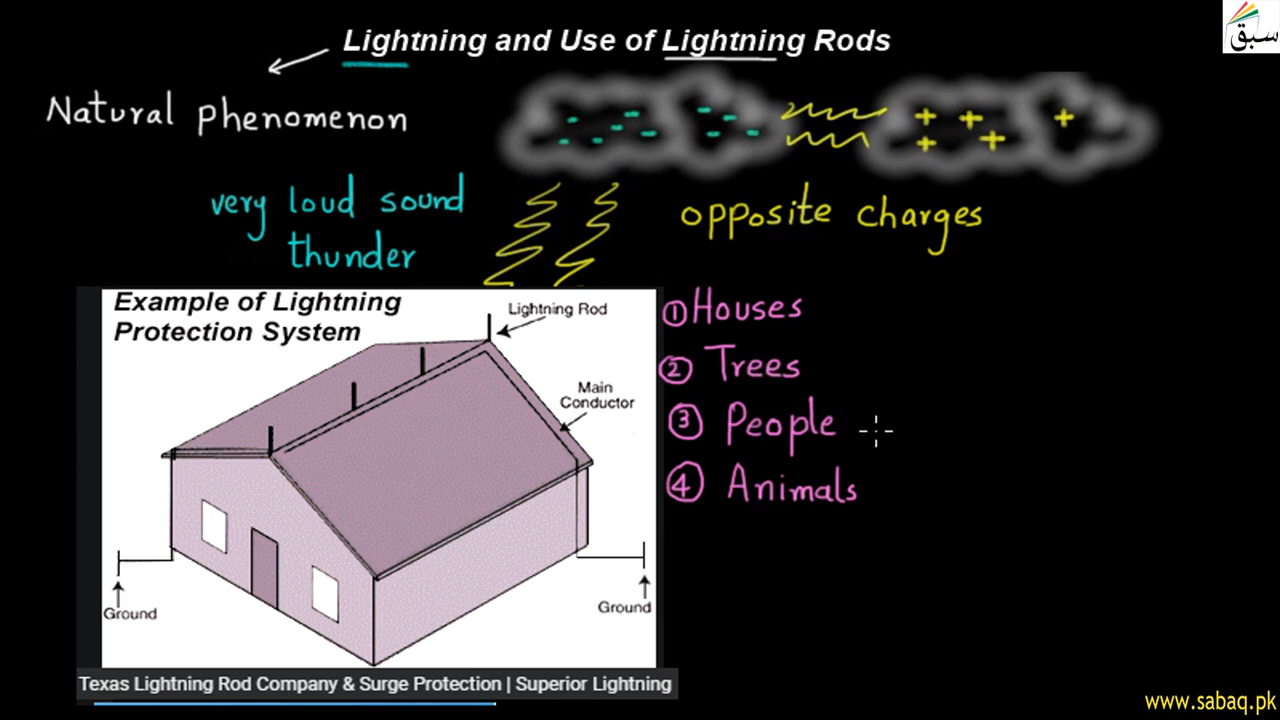 Lightning and Use of Lightning Rods
سبق
Natural phenomenon
- - - - - - - - - -
+ + + + + +
very loud sound
thunder
opposite charges
Example of Lightning
Protection System
Lightning Rod
Main
Conductor
Ground
Ground
① Houses
② Trees
③ People
④ Animals
Texas Lightning Rod Company & Surge Protection | Superior Lightning
www.sabaq.pk